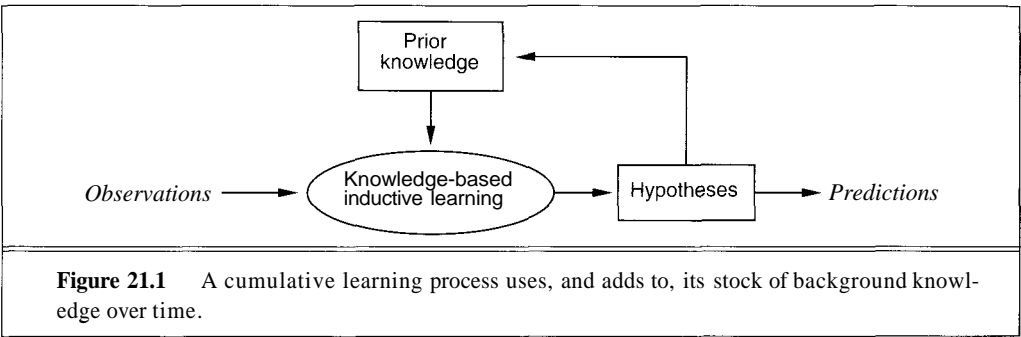 Prior
knowledge
Observations
Knowledge-based
inductive learning
Hypotheses
Predictions
Figure 21.1 A cumulative learning process uses, and adds to, its stock of background knowl-
edge over time.